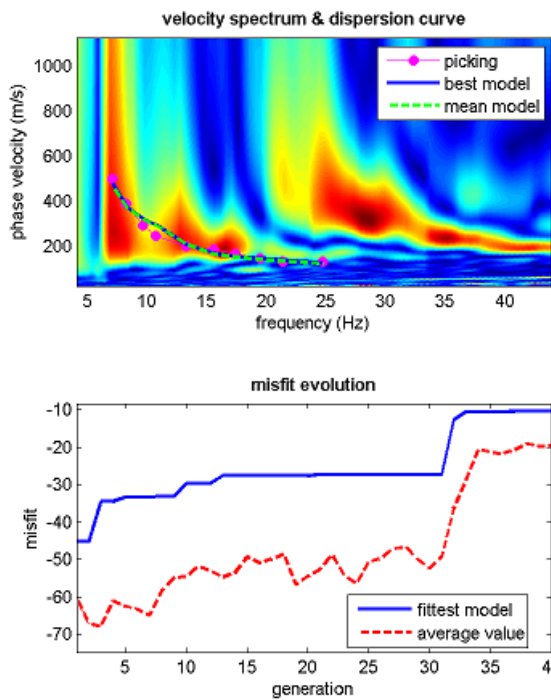 velocity spectrum & dispersion curve
phase velocity (m/s)
1000
800
600
400
200
picking
best model
mean model
5 10 15 20 25 30 35 40
frequency (Hz)
misfit evolution
misfit
-10
-20
-30
-40
-50
-60
-70
fittest model
average value
5 10 15 20 25 30 35 40
generation